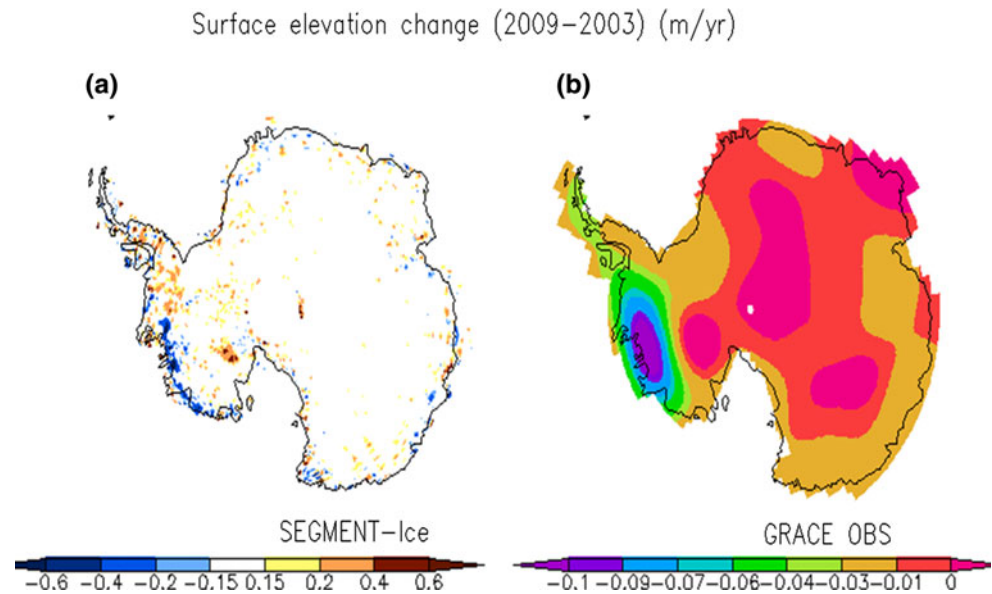 Surface elevation change (2009-2003) (m/yr)
(a)
(b)
SEGMENT-Ice
GRACE OBS
-0.6 -0.4 -0.2 -0.15 0.15 0.2 0.4 0.6
-0.1 -0.09 -0.07 -0.06 -0.04 -0.04 -0.03 -0.01 0